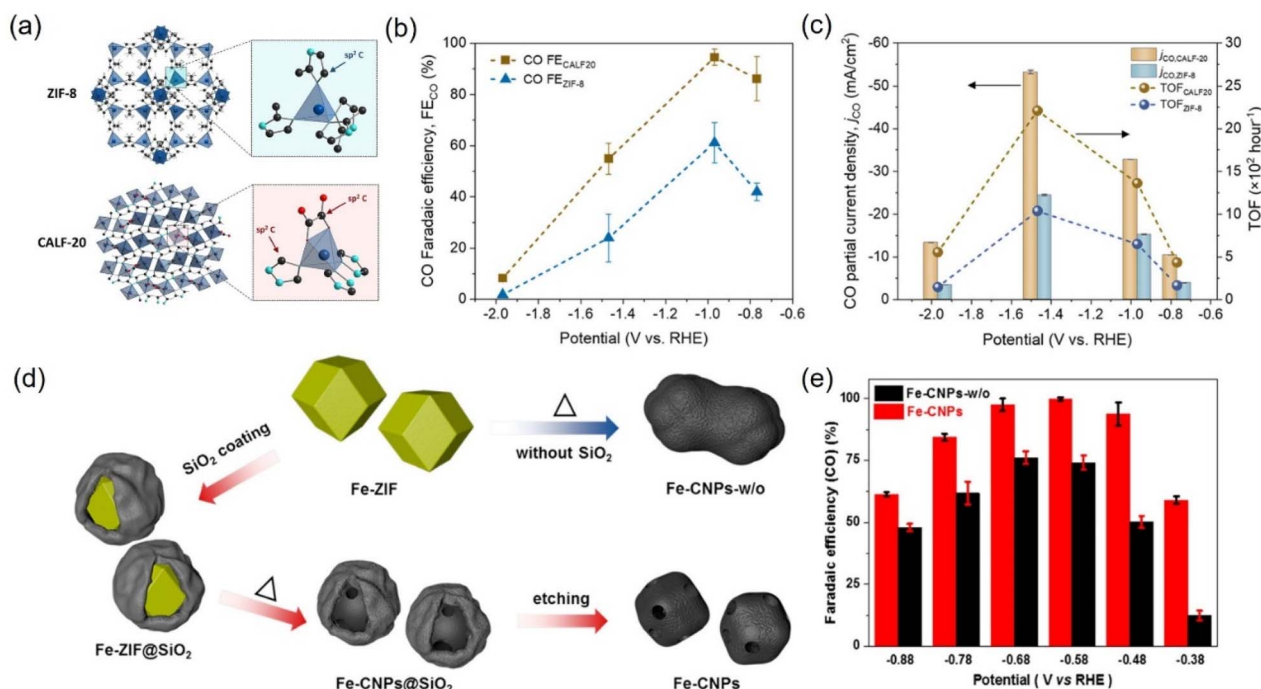 (a)
ZIF-8
sp² C
CALF-20
sp² C
sp² C
(b)
CO Faradaic efficiency, FE_CO (%)
100
80
60
40
20
0
CO FE_CALF20
CO FE_ZIF-8
-2.0 -1.8 -1.6 -1.4 -1.2 -1.0 -0.8 -0.6
Potential (V vs. RHE)
(c)
CO partial current density, j_CO (mA/cm²)
-60
-50
-40
-30
-20
-10
-0
j_CO,CALF-20
j_CO,ZIF-8
TOF_CALF20
TOF_ZIF-8
30
25
20
15
10
5
0
TOF (×10² hour⁻¹)
-2.0 -1.8 -1.6 -1.4 -1.2 -1.0 -0.8 -0.6
Potential (V vs. RHE)
(d)
SiO₂ coating
Fe-ZIF
△
without SiO₂
Fe-CNPs-w/o
Fe-ZIF@SiO₂
△
Fe-CNPs@SiO₂
etching
Fe-CNPs
(e)
Faradaic efficiency (CO) (%)
100
75
50
25
0
Fe-CNPs-w/o
Fe-CNPs
-0.88 -0.78 -0.68 -0.58 -0.48 -0.38
Potential ( V vs RHE)